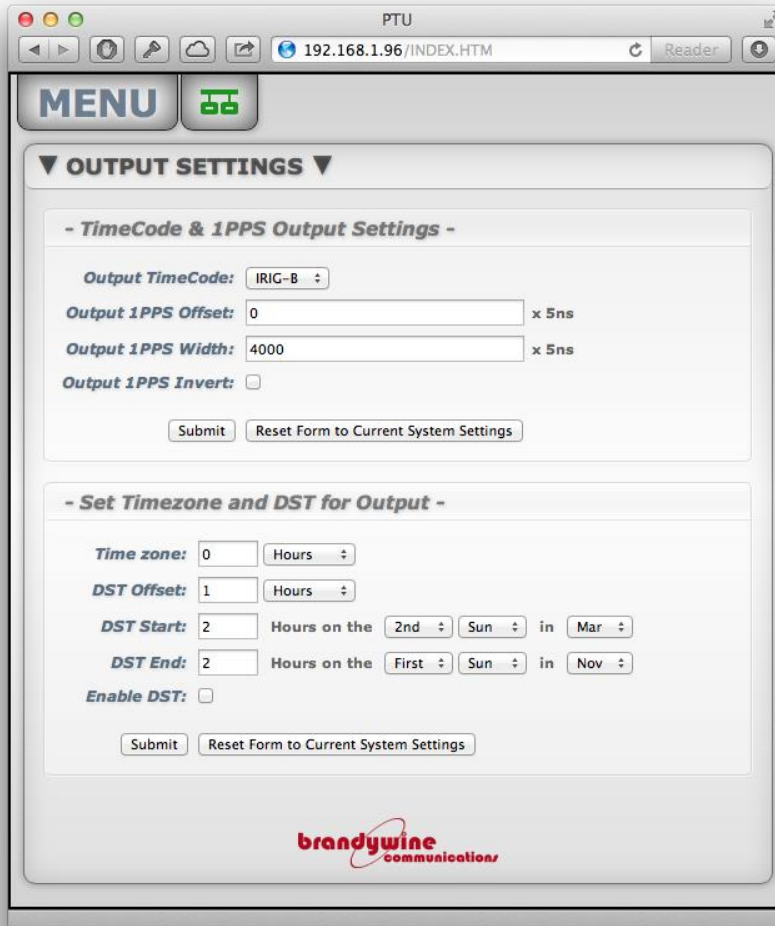 PTU
192.168.1.96/INDEX.HTM
Reader
MENU
▼ OUTPUT SETTINGS ▼
- TimeCode & 1PPS Output Settings -
Output TimeCode: IRIG-B
Output 1PPS Offset: 0 x 5ns
Output 1PPS Width: 4000 x 5ns
Output 1PPS Invert:
Submit Reset Form to Current System Settings
- Set Timezone and DST for Output -
Time zone: 0 Hours
DST Offset: 1 Hours
DST Start: 2 Hours on the 2nd Sun in Mar
DST End: 2 Hours on the First Sun in Nov
Enable DST:
Submit Reset Form to Current System Settings
brandywine
communications